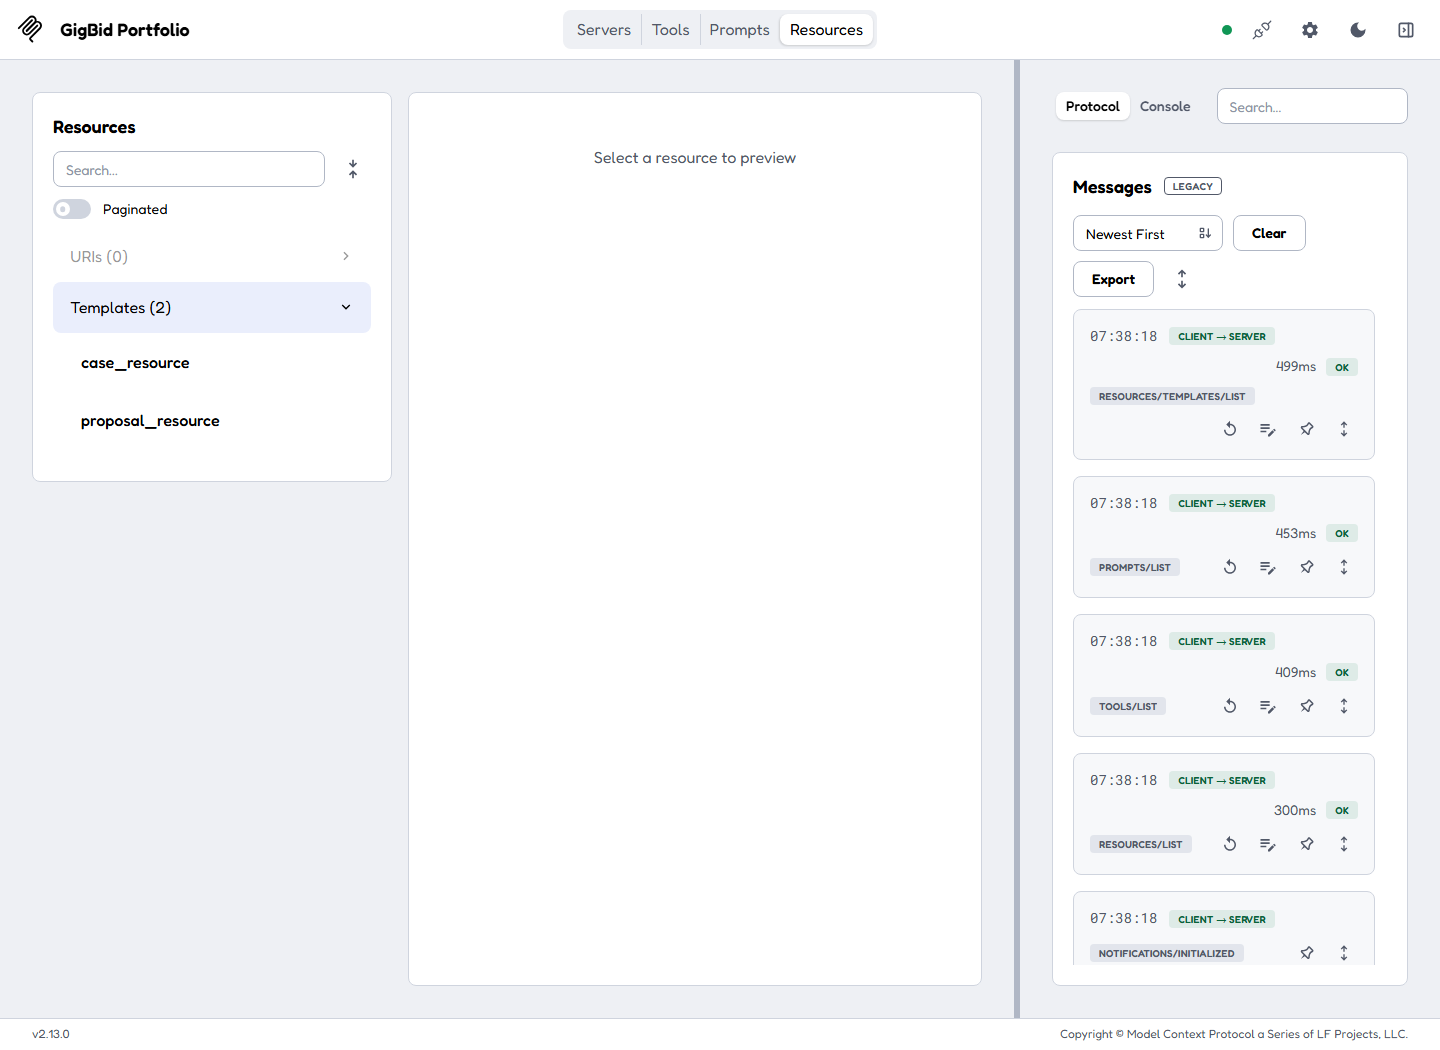 GigBid Portfolio
Servers
Tools
Prompts
Resources
Resources
Search...
Paginated
URIs (0)
Templates (2)
case_resource
proposal_resource
Select a resource to preview
Protocol
Console
Search...
Messages
LEGACY
Newest First
Clear
Export
07:38:18
CLIENT → SERVER
499ms
OK
RESOURCES/TEMPLATES/LIST
07:38:18
CLIENT → SERVER
453ms
OK
PROMPTS/LIST
07:38:18
CLIENT → SERVER
409ms
OK
TOOLS/LIST
07:38:18
CLIENT → SERVER
300ms
OK
RESOURCES/LIST
07:38:18
CLIENT → SERVER
NOTIFICATIONS/INITIALIZED
v2.13.0
Copyright © Model Context Protocol a Series of LF Projects, LLC.